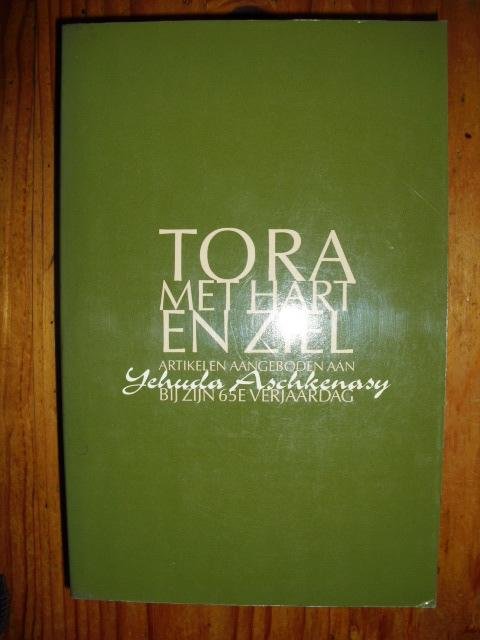 TORA
MET HART
EN ZIEL
ARTIKELEN AANGEBODEN AAN
Yehuda Aschkenasy
BIJ ZIJN 65E VERJAARDAG